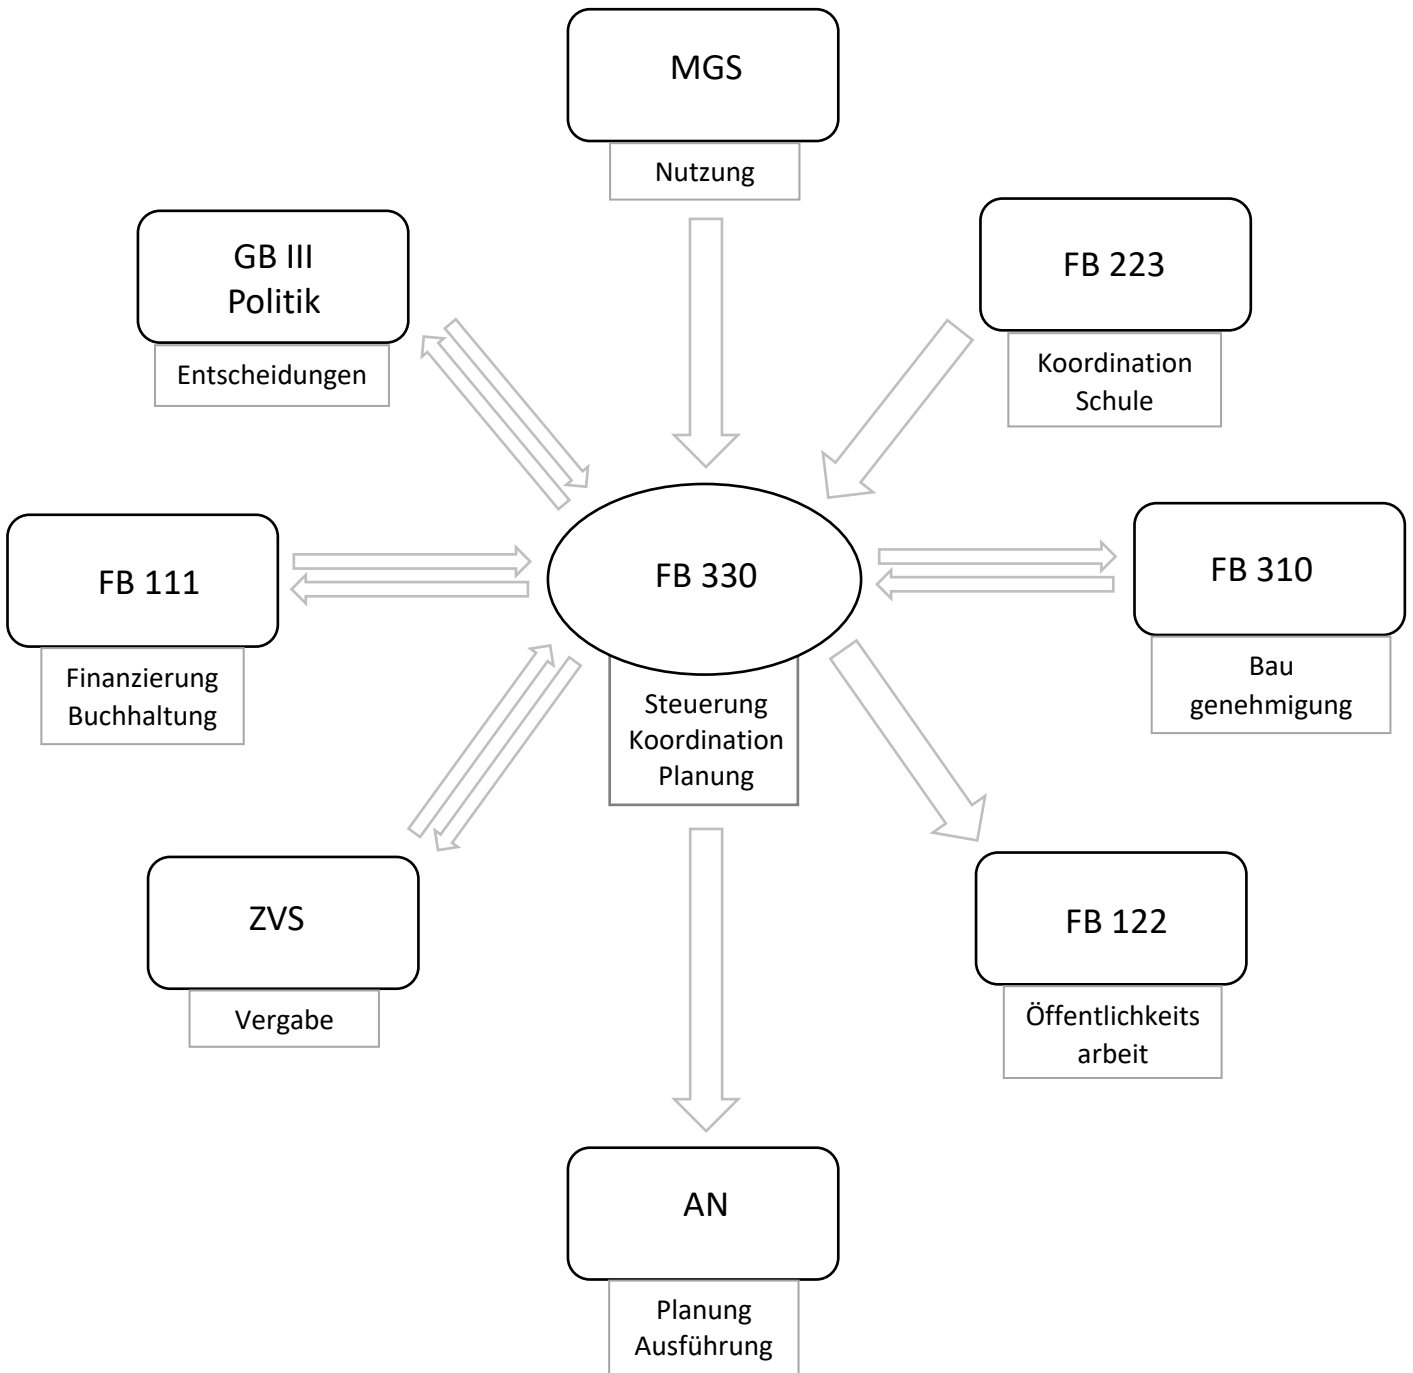 MGS
Nutzung
GB III
Politik
Entscheidungen
FB 223
Koordination
Schule
FB 111
Finanzierung
Buchhaltung
FB 330
Steuerung
Koordination
Planung
FB 310
Bau
genehmigung
ZVS
Vergabe
FB 122
Öffentlichkeits
arbeit
AN
Planung
Ausführung